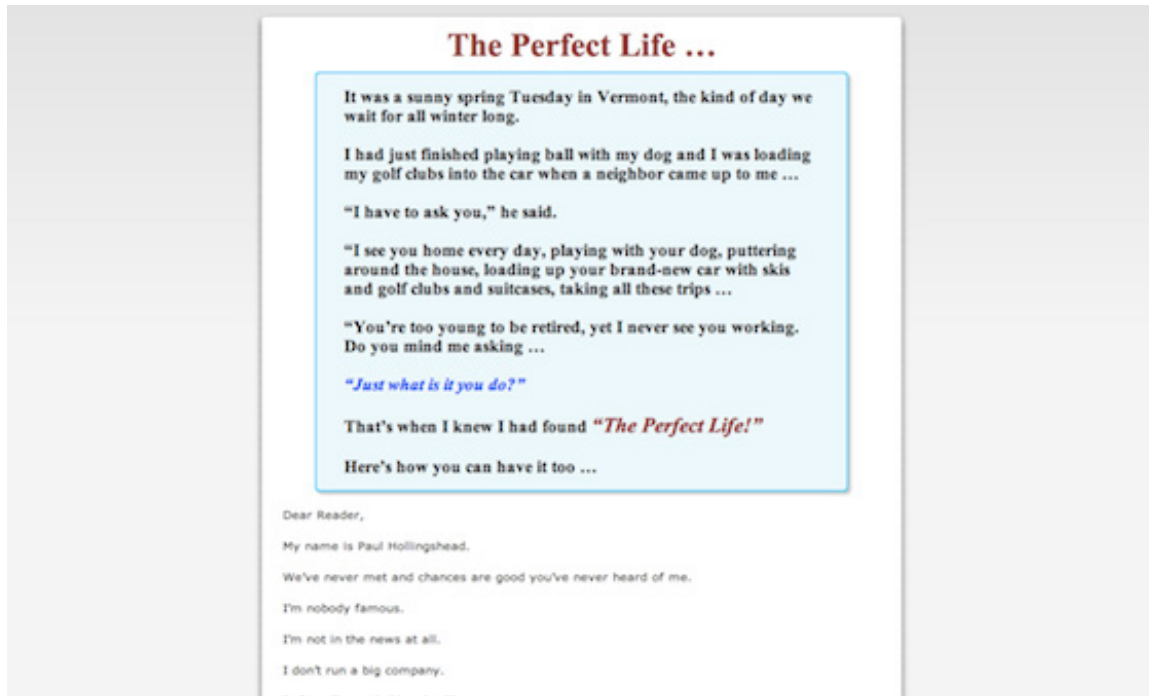 The Perfect Life …
It was a sunny spring Tuesday in Vermont, the kind of day we
wait for all winter long.
I had just finished playing ball with my dog and I was loading
my golf clubs into the car when a neighbor came up to me …
“I have to ask you,” he said.
“I see you home every day, playing with your dog, puttering
around the house, loading up your brand-new car with skis
and golf clubs and suitcases, taking all these trips …
“You’re too young to be retired, yet I never see you working.
Do you mind me asking …
“Just what is it you do?”
That’s when I knew I had found “The Perfect Life!”
Here’s how you can have it too …
Dear Reader,
My name is Paul Hollingshead.
We’ve never met and chances are good you’ve never heard of me.
I’m nobody famous.
I’m not in the news at all.
I don’t run a big company.